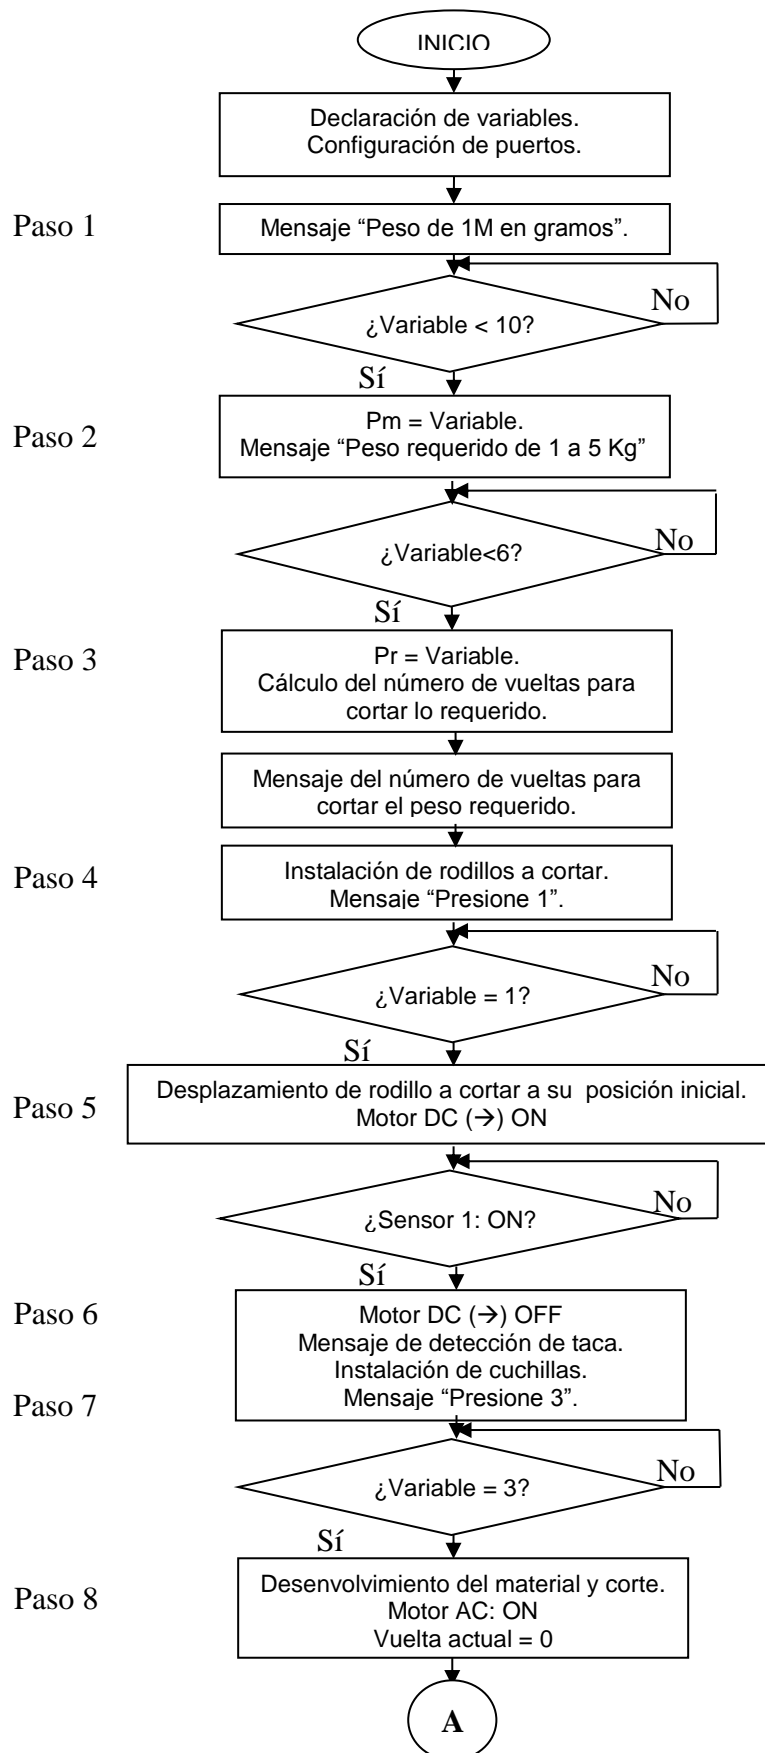 INICIO
Declaración de variables.
Configuración de puertos.
Paso 1
Mensaje “Peso de 1M en gramos”.
No
¿Variable < 10?
Sí
Paso 2
Pm = Variable.
Mensaje “Peso requerido de 1 a 5 Kg”
No
¿Variable<6?
Sí
Paso 3
Pr = Variable.
Cálculo del número de vueltas para
cortar lo requerido.
Mensaje del número de vueltas para
cortar el peso requerido.
Paso 4
Instalación de rodillos a cortar.
Mensaje “Presione 1”.
No
¿Variable = 1?
Sí
Paso 5
Desplazamiento de rodillo a cortar a su posición inicial.
Motor DC (→) ON
No
¿Sensor 1: ON?
Sí
Paso 6
Motor DC (→) OFF
Mensaje de detección de taca.
Instalación de cuchillas.
Paso 7
Mensaje “Presione 3”.
No
¿Variable = 3?
Sí
Paso 8
Desenvolvimiento del material y corte.
Motor AC: ON
Vuelta actual = 0
A